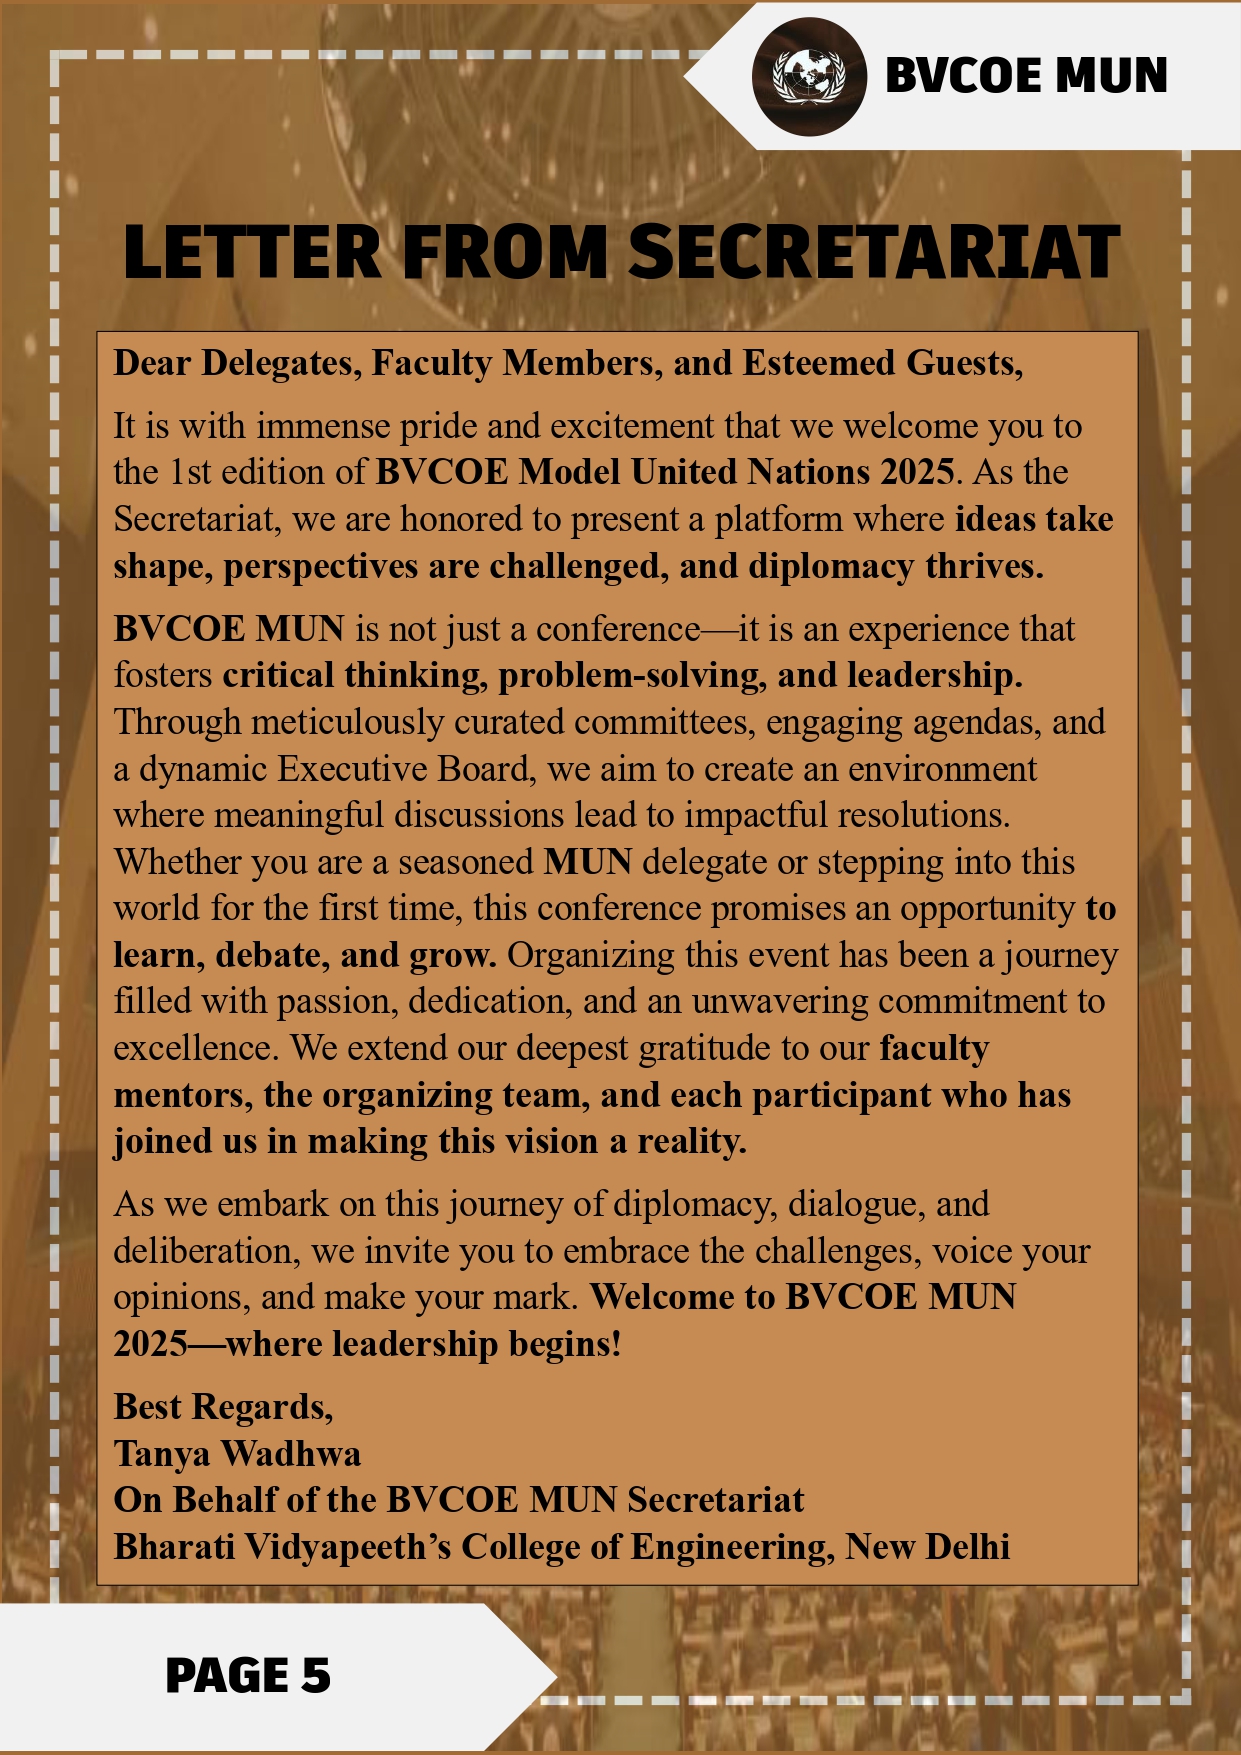 BVCOE MUN
LETTER FROM SECRETARIAT
Dear Delegates, Faculty Members, and Esteemed Guests,
It is with immense pride and excitement that we welcome you to
the 1st edition of BVCOE Model United Nations 2025. As the
Secretariat, we are honored to present a platform where ideas take
shape, perspectives are challenged, and diplomacy thrives.
BVCOE MUN is not just a conference—it is an experience that
fosters critical thinking, problem-solving, and leadership.
Through meticulously curated committees, engaging agendas, and
a dynamic Executive Board, we aim to create an environment
where meaningful discussions lead to impactful resolutions.
Whether you are a seasoned MUN delegate or stepping into this
world for the first time, this conference promises an opportunity to
learn, debate, and grow. Organizing this event has been a journey
filled with passion, dedication, and an unwavering commitment to
excellence. We extend our deepest gratitude to our faculty
mentors, the organizing team, and each participant who has
joined us in making this vision a reality.
As we embark on this journey of diplomacy, dialogue, and
deliberation, we invite you to embrace the challenges, voice your
opinions, and make your mark. Welcome to BVCOE MUN
2025—where leadership begins!
Best Regards,
Tanya Wadhwa
On Behalf of the BVCOE MUN Secretariat
Bharati Vidyapeeth’s College of Engineering, New Delhi
PAGE 5